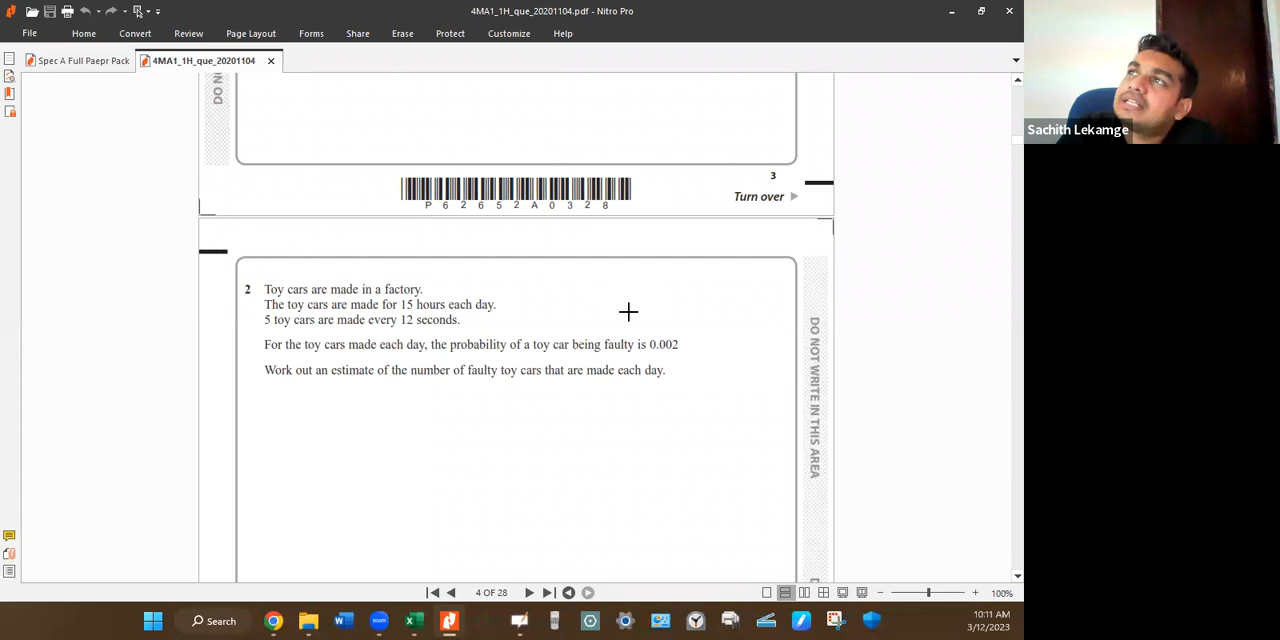 4MA1_1H_que_20201104.pdf - Nitro Pro
File Home Convert Review Page Layout Forms Share Erase Protect Customize Help
Spec A Full Paepr Pack
4MA1_1H_que_20201104
Sachith Lekamge
DO NO
3
P 6 2 6 5 2 A 0 3 2 8
Turn over
2 Toy cars are made in a factory.
The toy cars are made for 15 hours each day.
5 toy cars are made every 12 seconds.
For the toy cars made each day, the probability of a toy car being faulty is 0.002
Work out an estimate of the number of faulty toy cars that are made each day.
DO NOT WRITE IN THIS AREA
4 OF 28
100%
Search
10:11 AM
3/12/2023